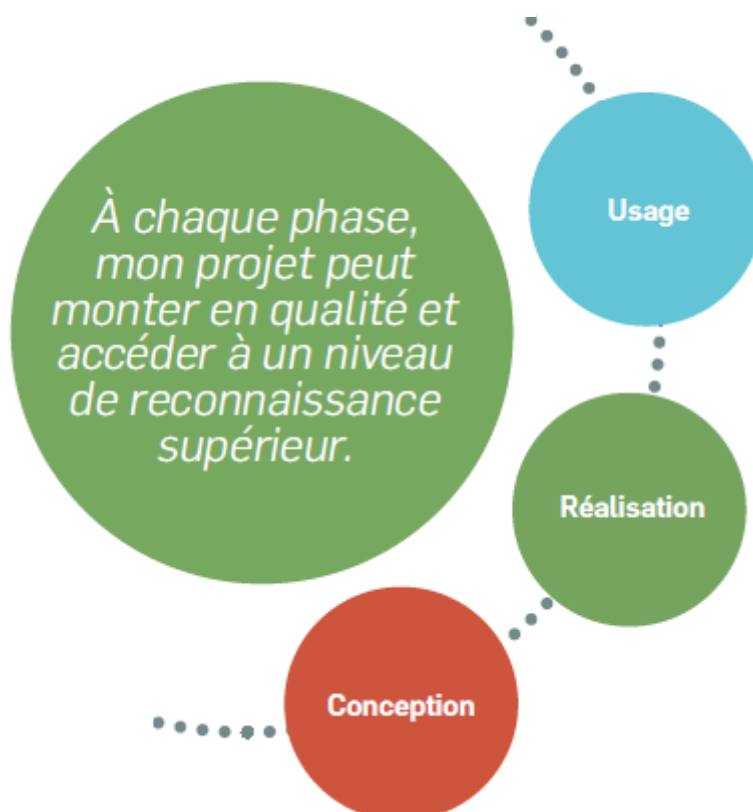 À chaque phase,
mon projet peut
monter en qualité et
accéder à un niveau
de reconnaissance
supérieur.
Usage
Réalisation
Conception